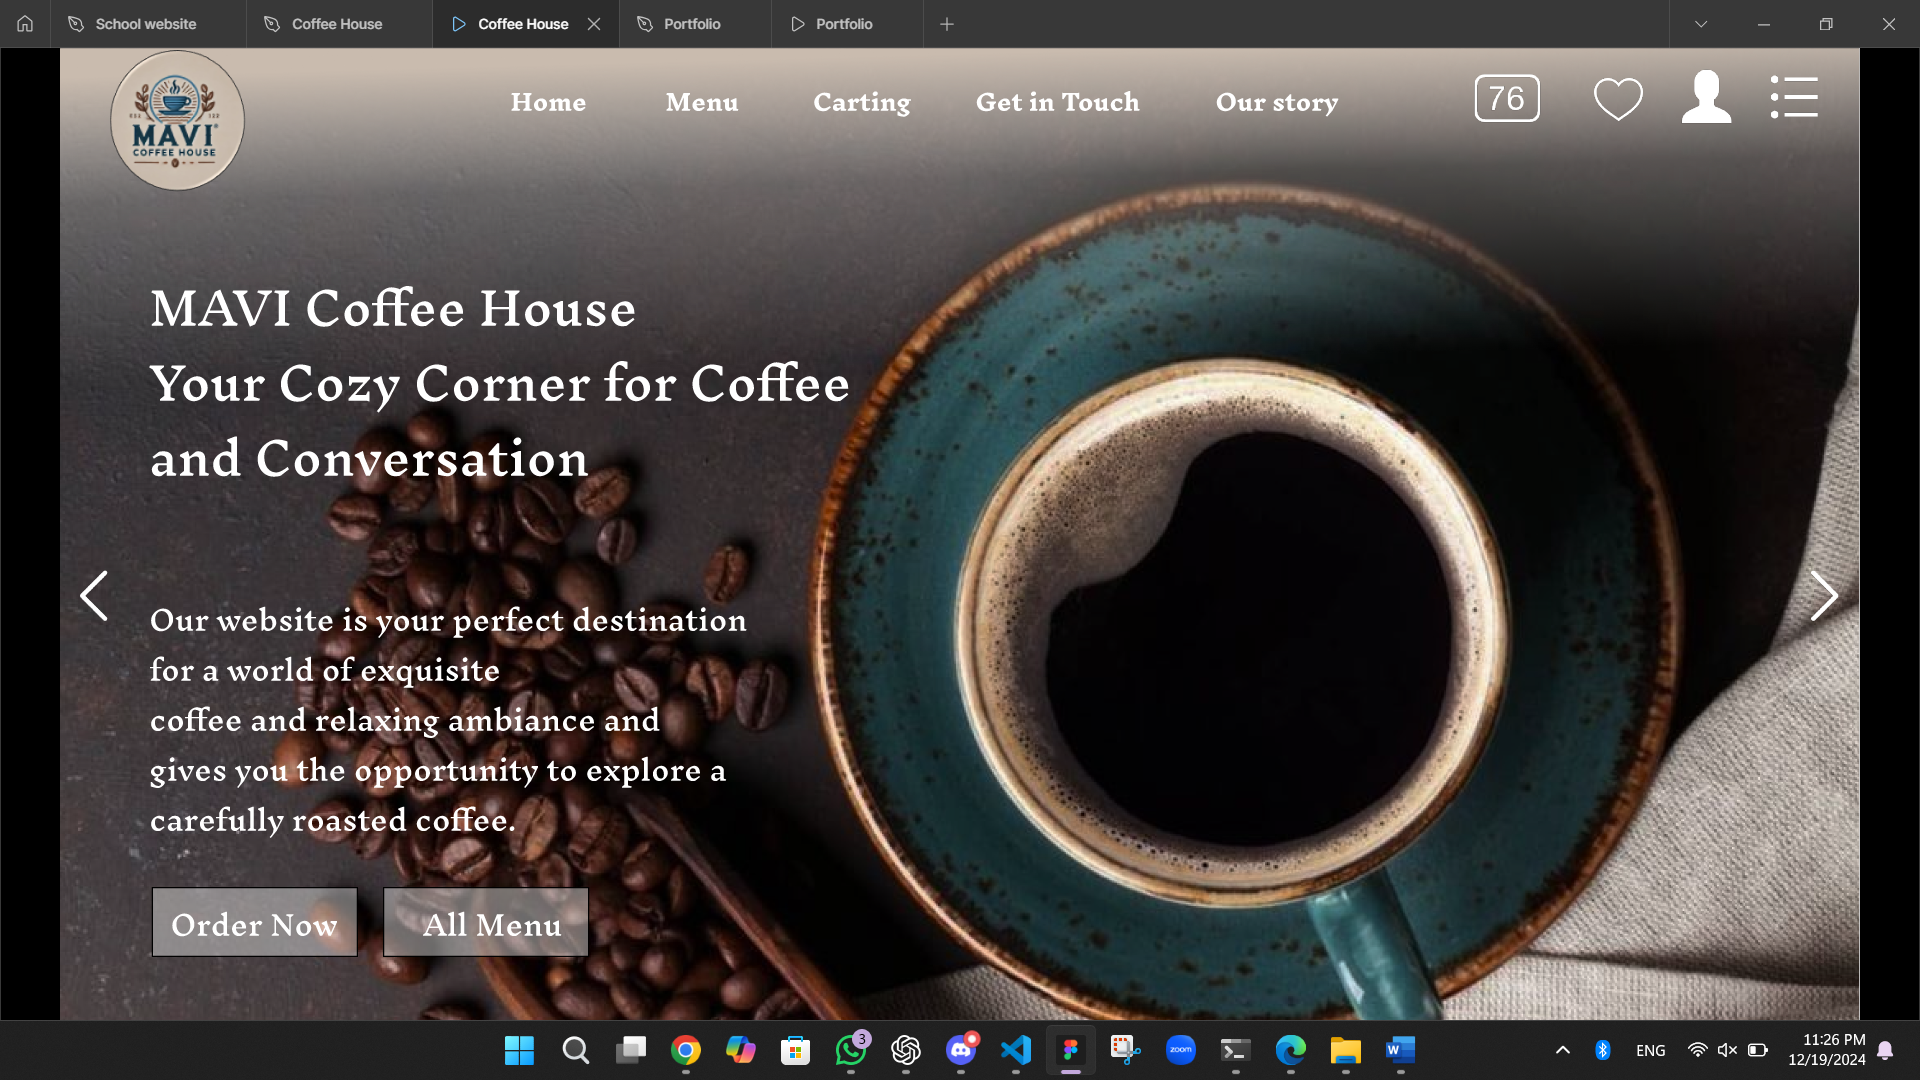 School website
Coffee House
Coffee House
Portfolio
Portfolio
MAVI
COFFEE HOUSE
Home
Menu
Carting
Get in Touch
Our story
76
MAVI Coffee House
Your Cozy Corner for Coffee
and Conversation
Our website is your perfect destination
for a world of exquisite
coffee and relaxing ambiance and
gives you the opportunity to explore a
carefully roasted coffee.
Order Now
All Menu
3
zoom
W
ENG
11:26 PM
12/19/2024